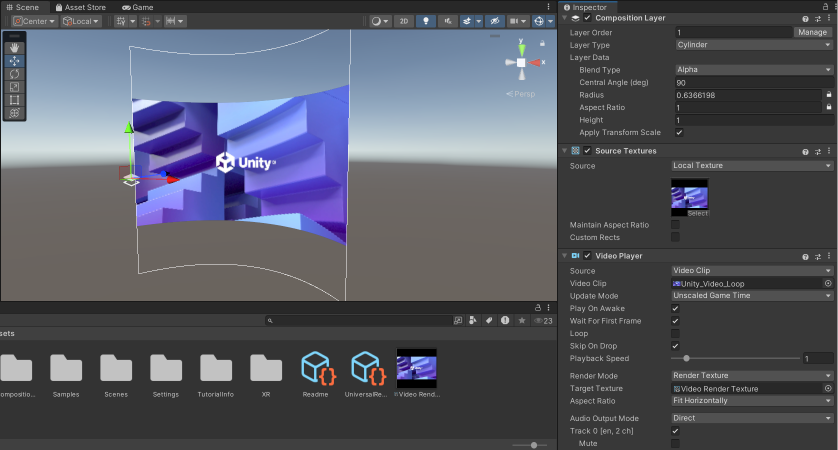 Scene
Asset Store
Game
Center
Local
2D
y
x
Persp
Unity
23
sets
ompositio...
Samples
Scenes
Settings
TutorialInfo
XR
Readme
UniversalRe...
Video Rend...
Inspector
Composition Layer
Layer Order 1 Manage
Layer Type Cylinder
Layer Data
Blend Type Alpha
Central Angle (deg) 90
Radius 0.6366198
Aspect Ratio 1
Height 1
Apply Transform Scale
Source Textures
Source Local Texture
Select
Maintain Aspect Ratio
Custom Rects
Video Player
Source Video Clip
Video Clip Unity_Video_Loop
Update Mode Unscaled Game Time
Play On Awake
Wait For First Frame
Loop
Skip On Drop
Playback Speed 1
Render Mode Render Texture
Target Texture Video Render Texture
Aspect Ratio Fit Horizontally
Audio Output Mode Direct
Track 0 [en, 2 ch]
Mute